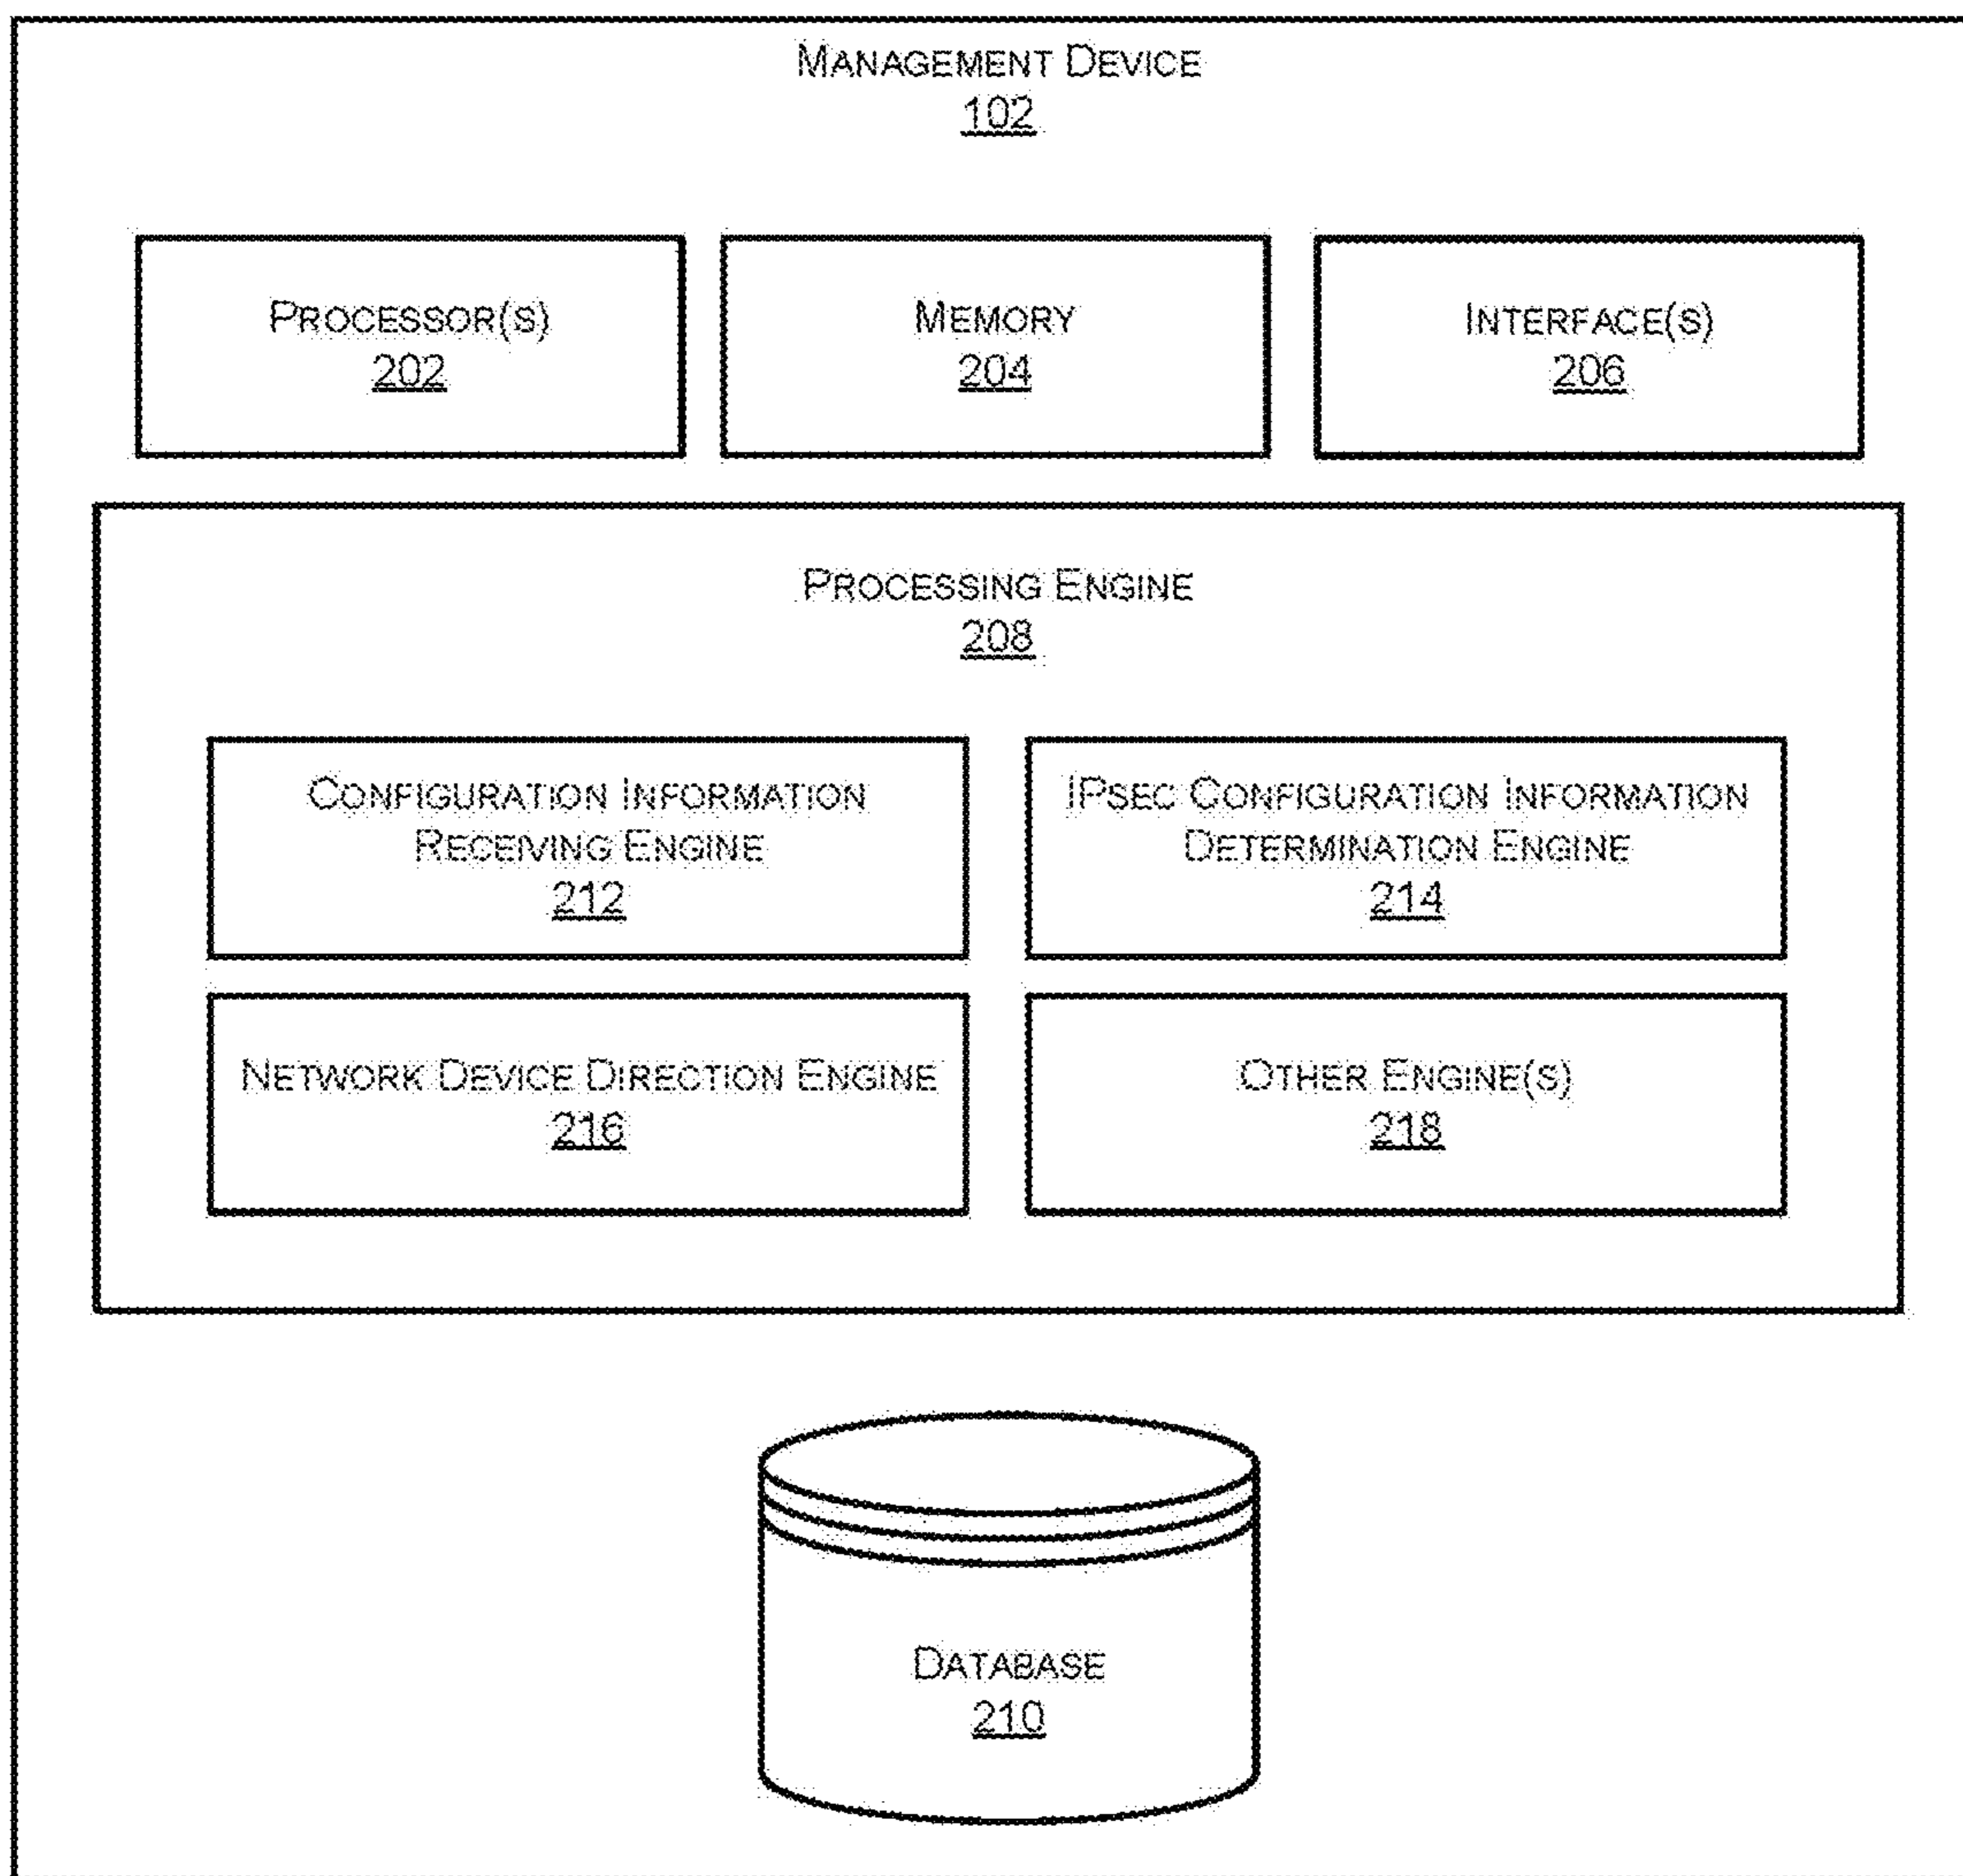 MANAGEMENT DEVICE
102
PROCESSOR(S)
202
MEMORY
204
INTERFACE(S)
206
PROCESSING ENGINE
208
CONFIGURATION INFORMATION
RECEIVING ENGINE
212
IPSEC CONFIGURATION INFORMATION
DETERMINATION ENGINE
214
NETWORK DEVICE DIRECTION ENGINE
216
OTHER ENGINE(S)
218
DATABASE
210